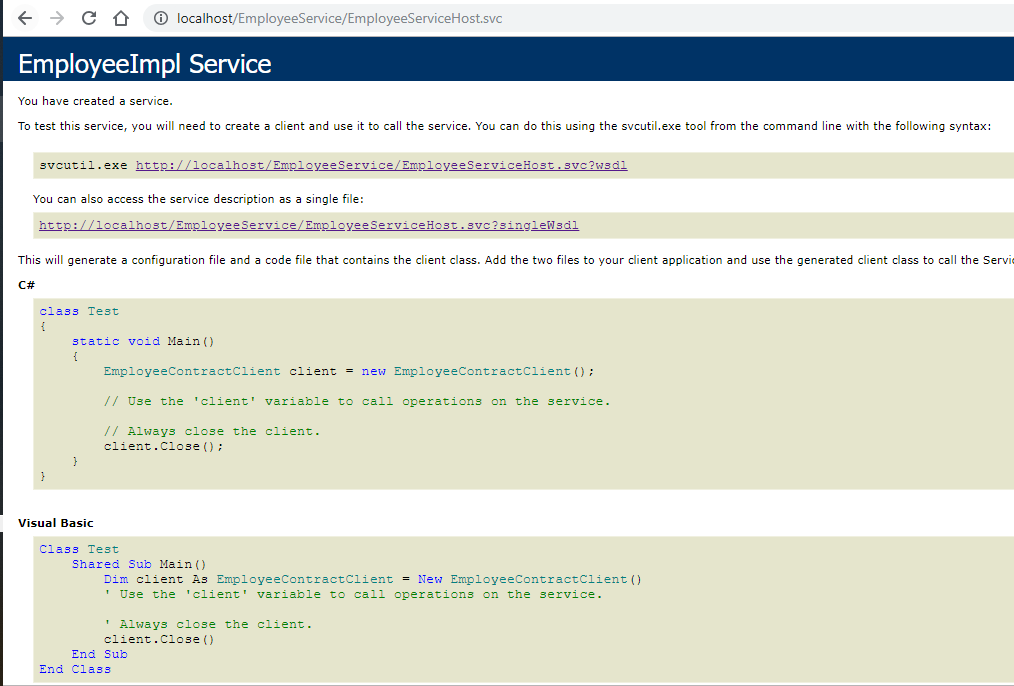 localhost/EmployeeService/EmployeeServiceHost.svc
EmployeeImpl Service
You have created a service.
To test this service, you will need to create a client and use it to call the service. You can do this using the svcutil.exe tool from the command line with the following syntax:
svcutil.exe http://localhost/EmployeeService/EmployeeServiceHost.svc?wsdl
You can also access the service description as a single file:
http://localhost/EmployeeService/EmployeeServiceHost.svc?singleWsdl
This will generate a configuration file and a code file that contains the client class. Add the two files to your client application and use the generated client class to call the Servi
C#
class Test
{
    static void Main()
    {
        EmployeeContractClient client = new EmployeeContractClient();
        // Use the 'client' variable to call operations on the service.
        // Always close the client.
        client.Close();
    }
}
Visual Basic
Class Test
    Shared Sub Main()
        Dim client As EmployeeContractClient = New EmployeeContractClient()
        ' Use the 'client' variable to call operations on the service.
        ' Always close the client.
        client.Close()
    End Sub
End Class